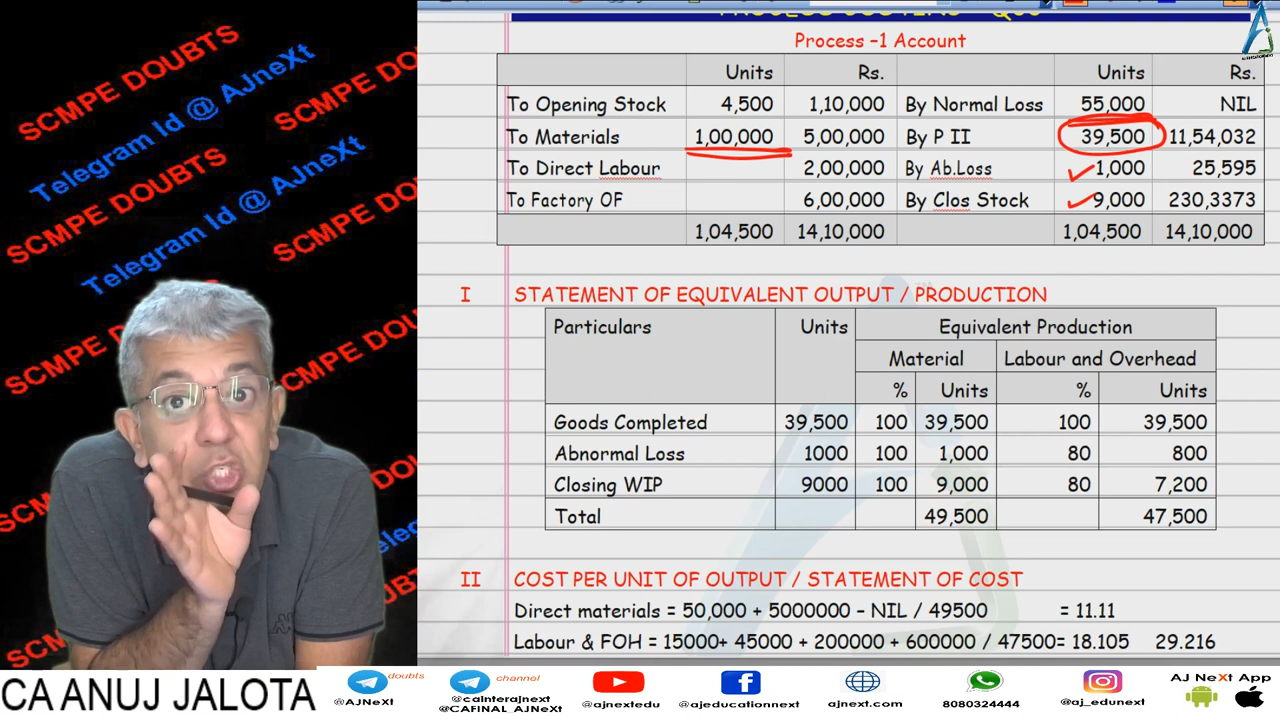 SCMPE DOUBTS
Telegram Id @ AJneXt
SCMPE DOUBTS
SCMPE DOUBTS
Telegram Id @ AJneXt
SCMPE DOUBTS
SCMPE DOUBTS
Process –1 Account
Units Rs. Units Rs.
To Opening Stock 4,500 1,10,000 By Normal Loss 55,000 NIL
To Materials 1,00,000 5,00,000 By P II 39,500 11,54,032
To Direct Labour 2,00,000 By Ab.Loss 1,000 25,595
To Factory OF 6,00,000 By Clos Stock 9,000 230,3373
1,04,500 14,10,000 1,04,500 14,10,000
I STATEMENT OF EQUIVALENT OUTPUT / PRODUCTION
Particulars Units Equivalent Production
Material Labour and Overhead
% Units % Units
Goods Completed 39,500 100 39,500 100 39,500
Abnormal Loss 1000 100 1,000 80 800
Closing WIP 9000 100 9,000 80 7,200
Total 49,500 47,500
II COST PER UNIT OF OUTPUT / STATEMENT OF COST
Direct materials = 50,000 + 5000000 – NIL / 49500 = 11.11
Labour & FOH = 15000+ 45000 + 200000 + 600000 / 47500= 18.105 29.216
CA ANUJ JALOTA
doubts
@AJNeXt
channel
@cainterajnext
@CAFINAL_AJNeXt
@ajnextedu
@ajeducationnext
ajnext.com
8080324444
@aj_edunext
AJ NeXt App